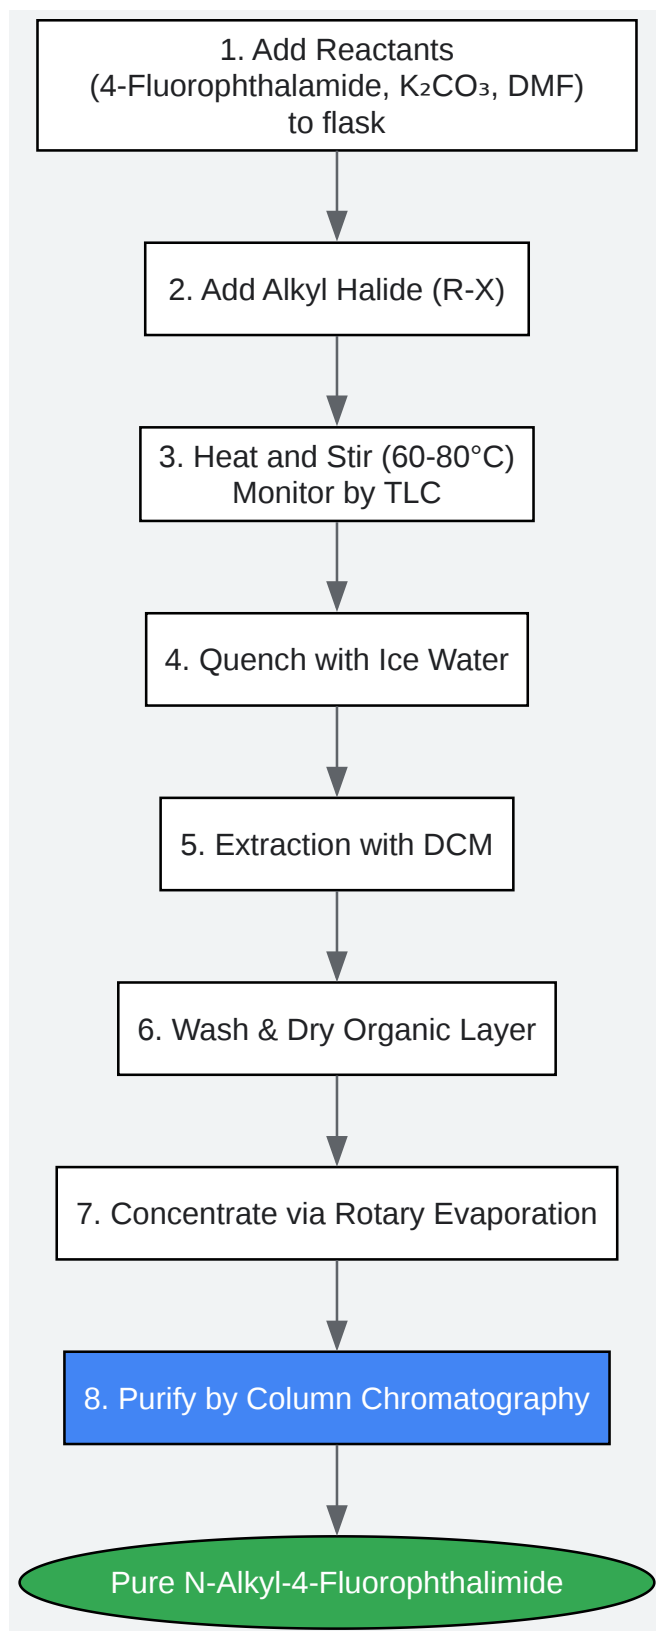 1. Add Reactants
(4-Fluorophthalamide, K₂CO₃, DMF)
to flask
2. Add Alkyl Halide (R-X)
3. Heat and Stir (60-80°C)
Monitor by TLC
4. Quench with Ice Water
5. Extraction with DCM
6. Wash & Dry Organic Layer
7. Concentrate via Rotary Evaporation
8. Purify by Column Chromatography
Pure N-Alkyl-4-Fluorophthalimide